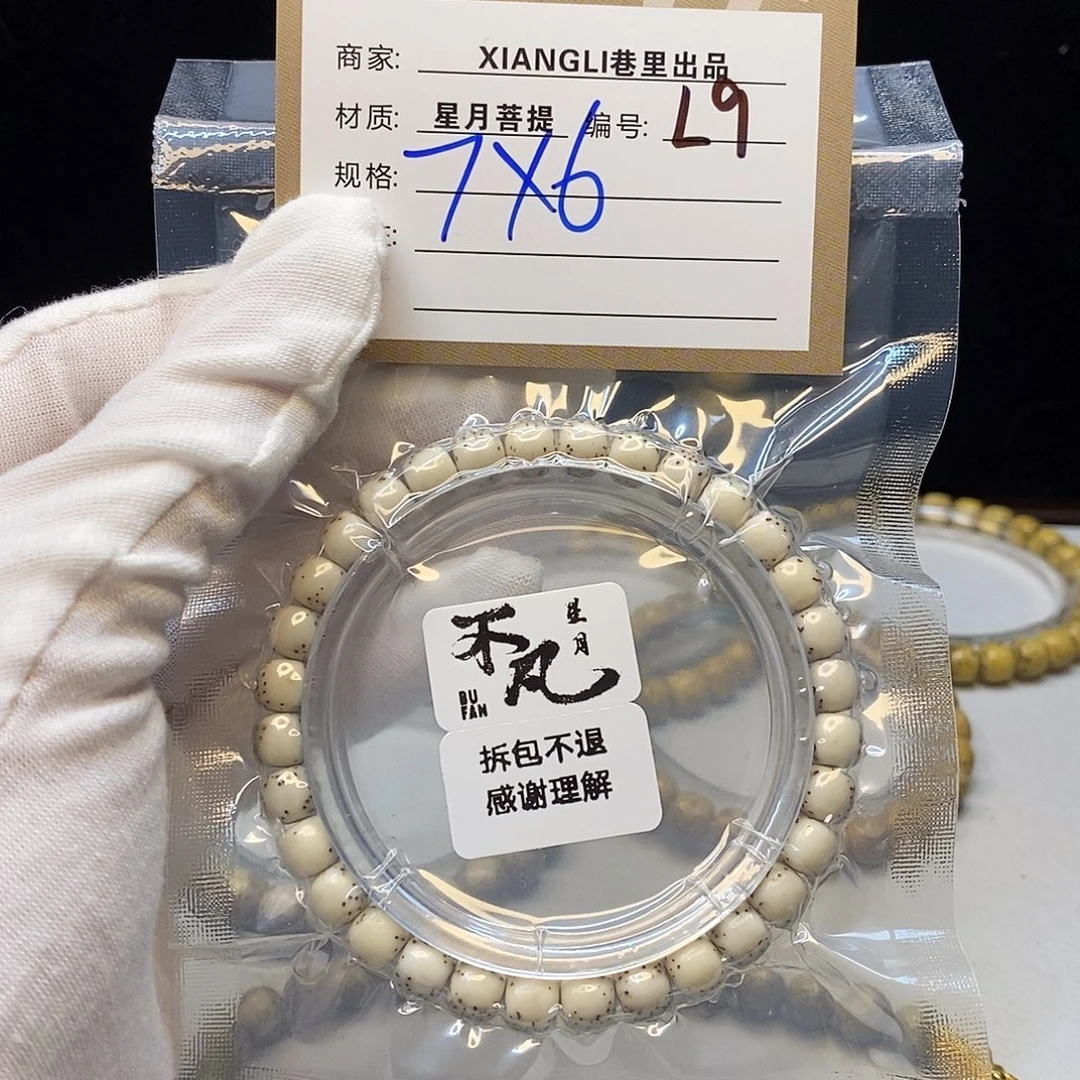 商家: XIANGLI巷里出品
材质: 星月菩提 编号: L9
规格: 7X6
不凡
星月
BU
FAN
拆包不退
感谢理解